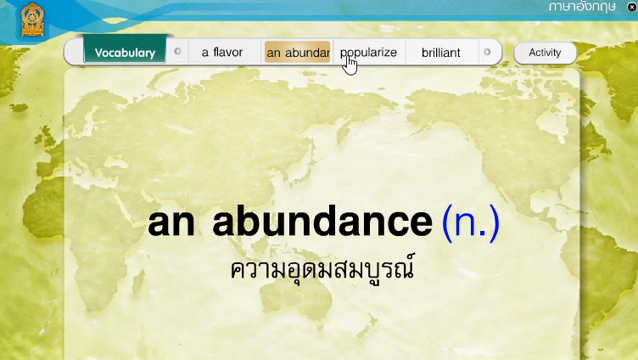 ภาษาอังกฤษ
Vocabulary a flavor an abundan popularize brilliant Activity
an abundance (n.)
ความอุดมสมบูรณ์